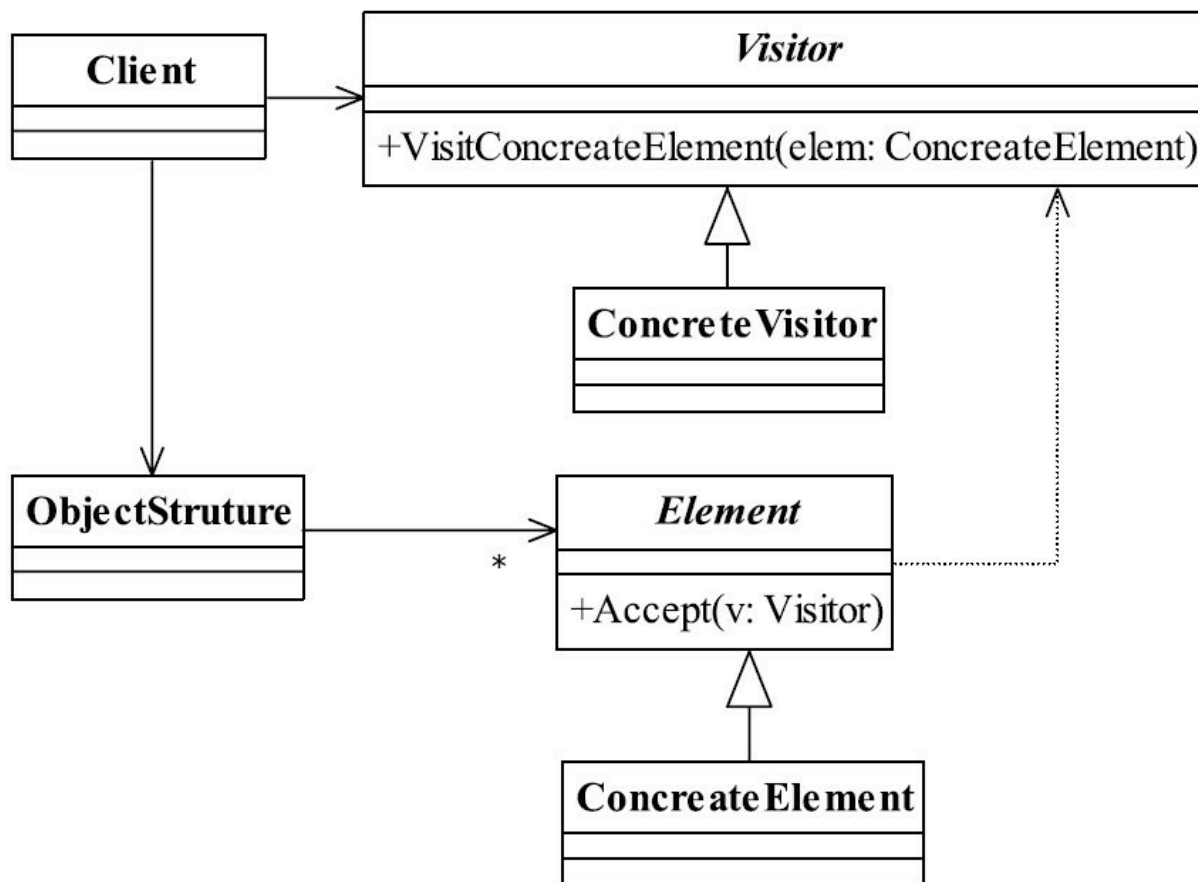 Client
Visitor
+VisitConcreateElement(elem: ConcreateElement)
ConcreteVisitor
ObjectStruture
*
Element
+Accept(v: Visitor)
ConcreateElement